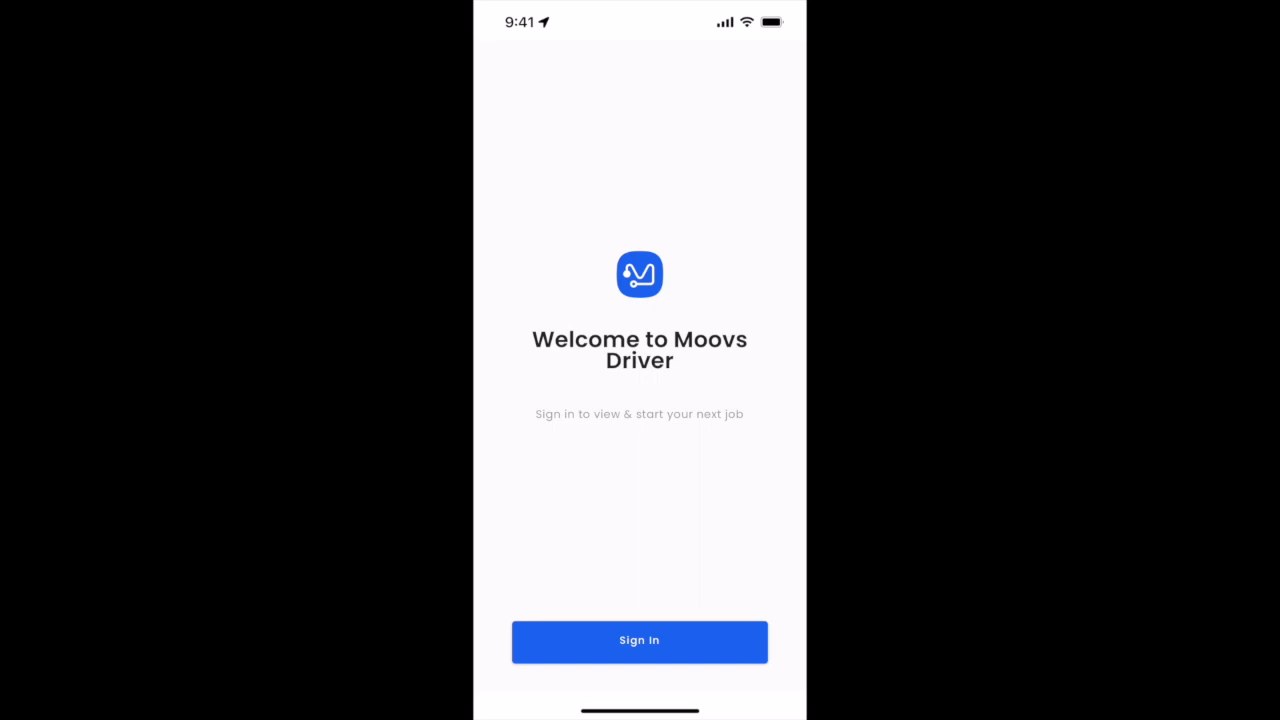 9:41
Welcome to Moovs
Driver
Sign in to view & start your next job
Sign In